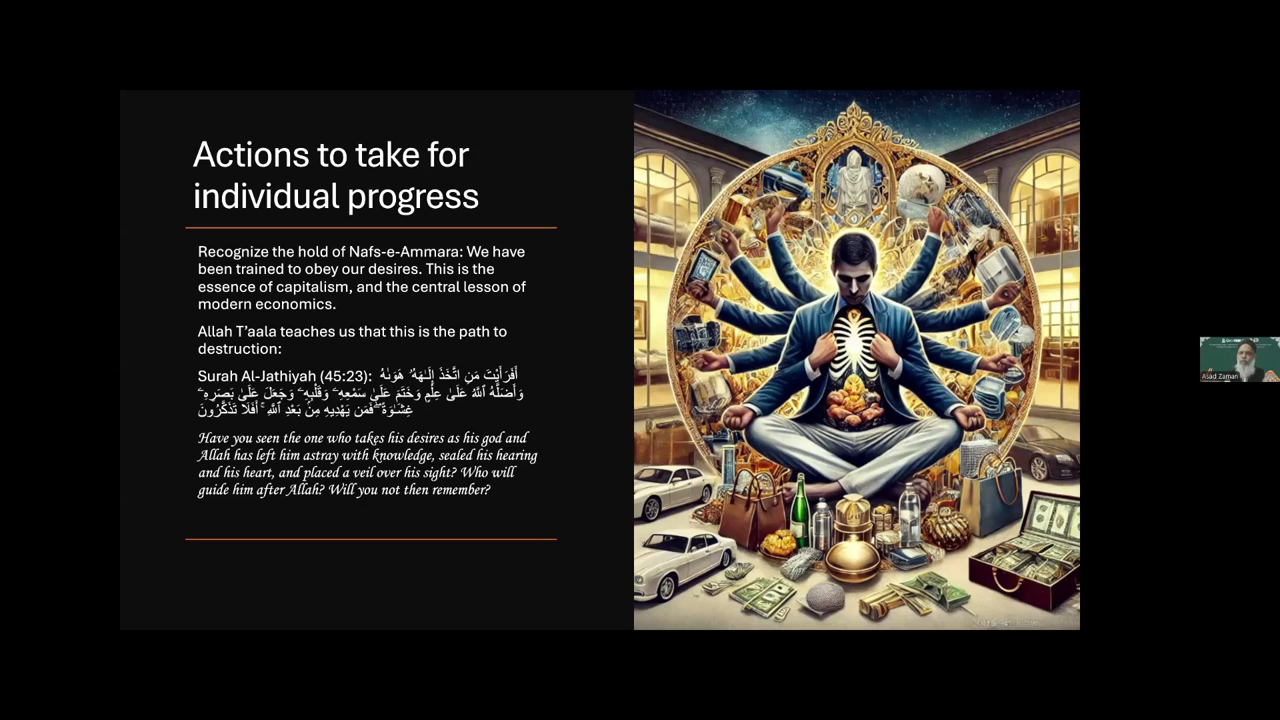 Actions to take for
individual progress
Recognize the hold of Nafs-e-Ammara: We have
been trained to obey our desires. This is the
essence of capitalism, and the central lesson of
modern economics.
Allah T’aala teaches us that this is the path to
destruction:
Surah Al-Jathiyah (45:23): أَفَرَأَيْتَ مَنِ ٱتَّخَذَ إِلَـٰهَهُۥ هَوَىٰهُ
وَأَضَلَّهُ ٱللَّهُ عَلَىٰ عِلْمٍ وَخَتَمَ عَلَىٰ سَمْعِهِۦ وَقَلْبِهِۦ وَجَعَلَ عَلَىٰ بَصَرِهِۦ
غِشَـٰوَةً فَمَن يَهْدِيهِ مِنۢ بَعْدِ ٱللَّهِ ۚ أَفَلَا تَذَكَّرُونَ
Have you seen the one who takes his desires as his god and
Allah has left him astray with knowledge, sealed his hearing
and his heart, and placed a veil over his sight? Who will
guide him after Allah? Will you not then remember?
Asad Zaman